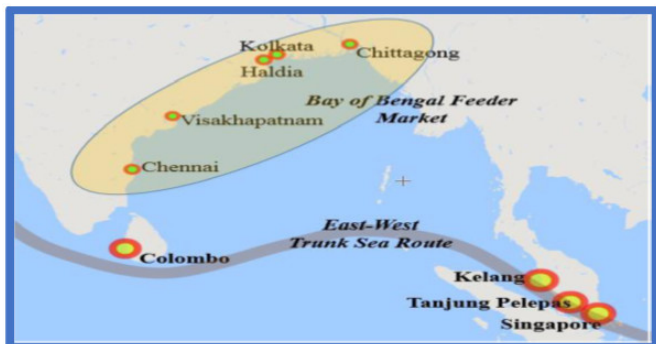 Kolkata
Chittagong
Haldia
Bay of Bengal Feeder
Market
Visakhapatnam
Chennai
East-West
Trunk Sea Route
Colombo
Kelang
Tanjung Pelepas
Singapore